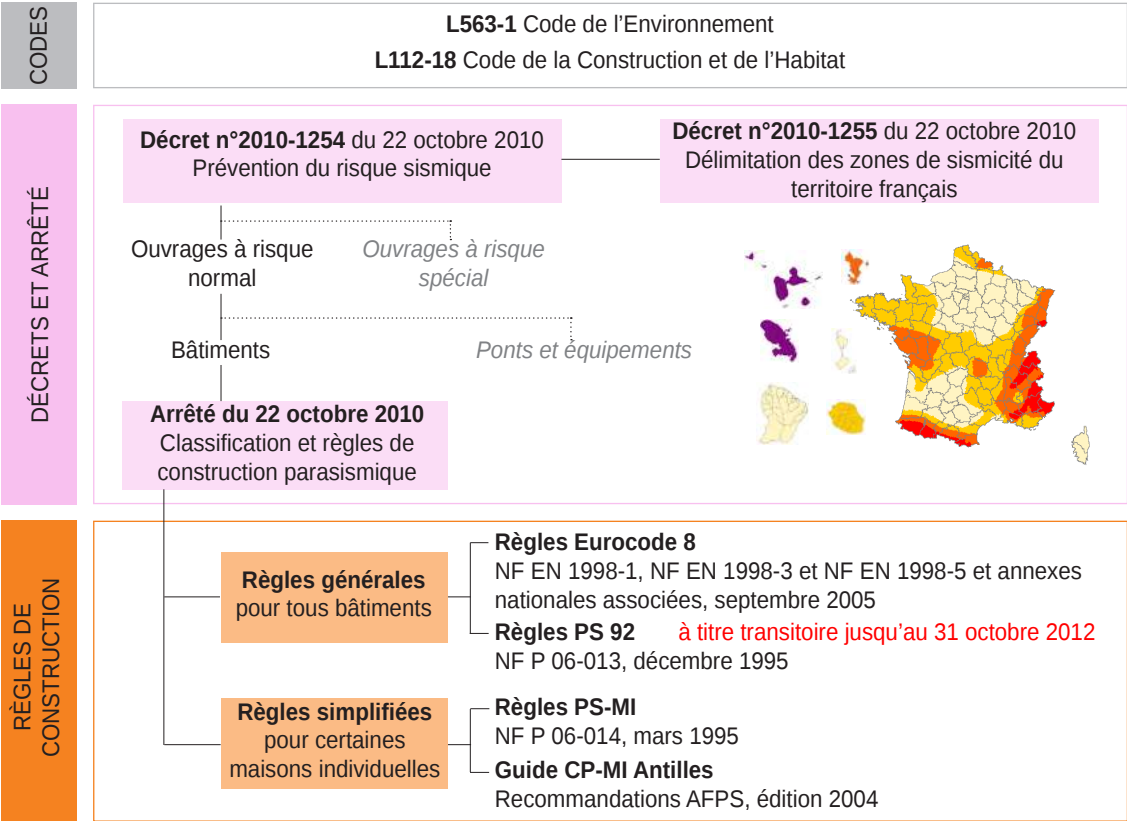 CODES
L563-1 Code de l’Environnement
L112-18 Code de la Construction et de l’Habitat
DÉCRETS ET ARRÊTÉ
Décret n°2010-1254 du 22 octobre 2010
Prévention du risque sismique
Décret n°2010-1255 du 22 octobre 2010
Délimitation des zones de sismicité du
territoire français
Ouvrages à risque
normal
Ouvrages à risque
spécial
Bâtiments
Ponts et équipements
Arrêté du 22 octobre 2010
Classification et règles de
construction parasismique
RÈGLES DE
CONSTRUCTION
Règles générales
pour tous bâtiments
Règles Eurocode 8
NF EN 1998-1, NF EN 1998-3 et NF EN 1998-5 et annexes
nationales associées, septembre 2005
Règles PS 92 à titre transitoire jusqu’au 31 octobre 2012
NF P 06-013, décembre 1995
Règles simplifiées
pour certaines
maisons individuelles
Règles PS-MI
NF P 06-014, mars 1995
Guide CP-MI Antilles
Recommandations AFPS, édition 2004